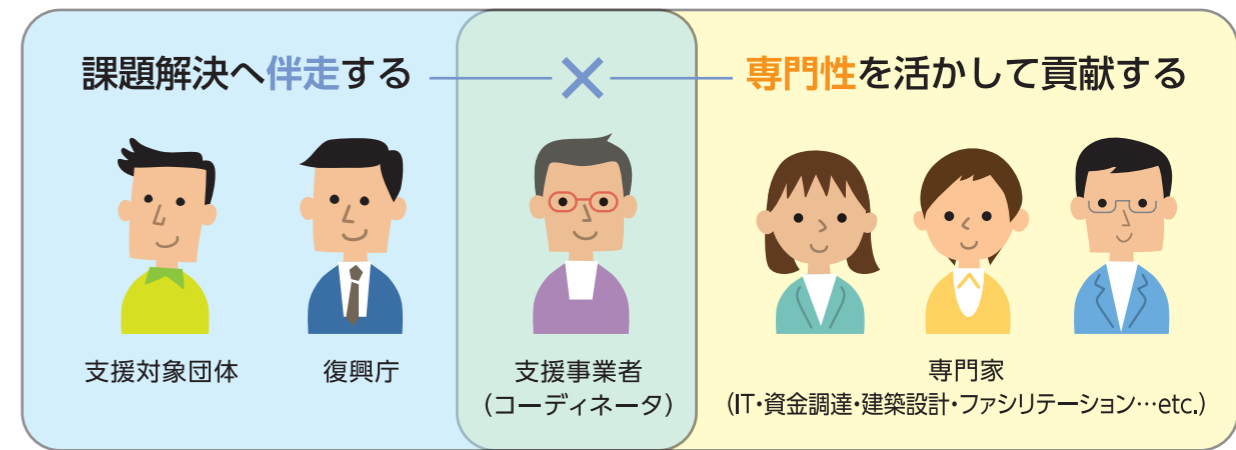 課題解決へ伴走する
×
専門性を活かして貢献する
支援対象団体
復興庁
支援事業者
（コーディネータ）
専門家
（IT・資金調達・建築設計・ファシリテーション…etc.）